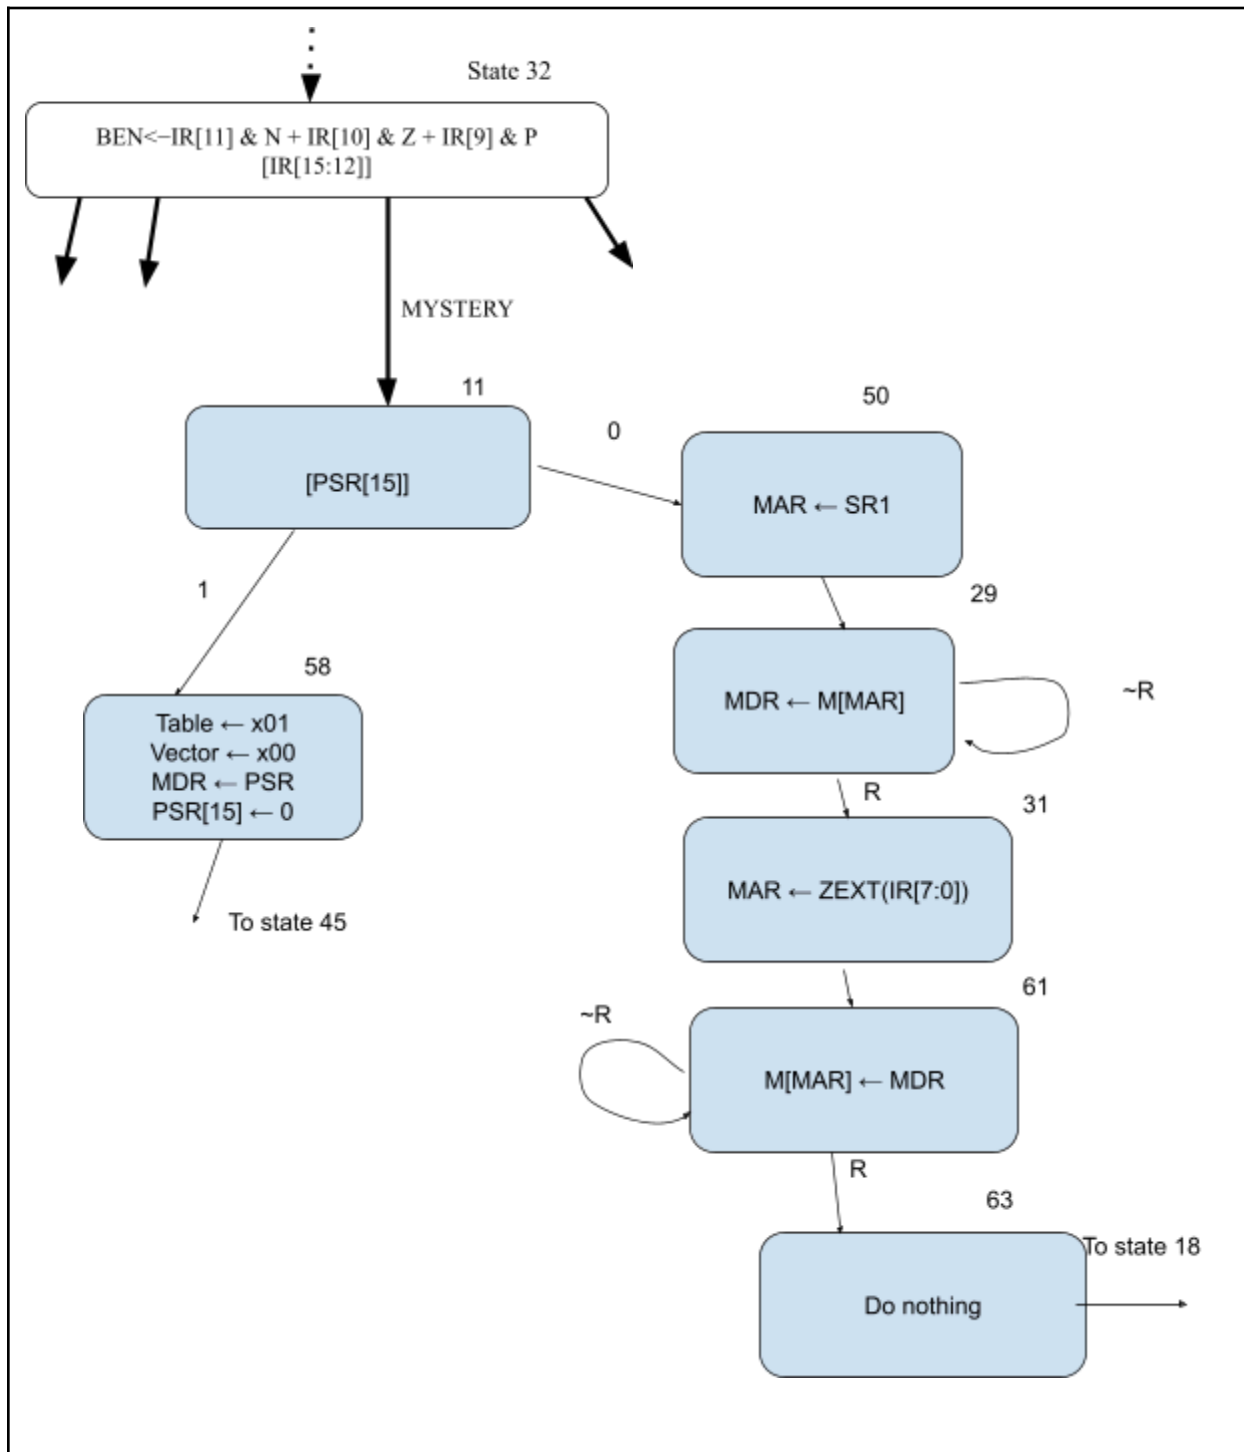 State 32
BEN<−IR[11] & N + IR[10] & Z + IR[9] & P
[IR[15:12]]
MYSTERY
11
[PSR[15]]
0
50
MAR ← SR1
1
29
MDR ← M[MAR]
~R
R
58
Table ← x01
Vector ← x00
MDR ← PSR
PSR[15] ← 0
To state 45
31
MAR ← ZEXT(IR[7:0])
61
~R
M[MAR] ← MDR
R
63
To state 18
Do nothing